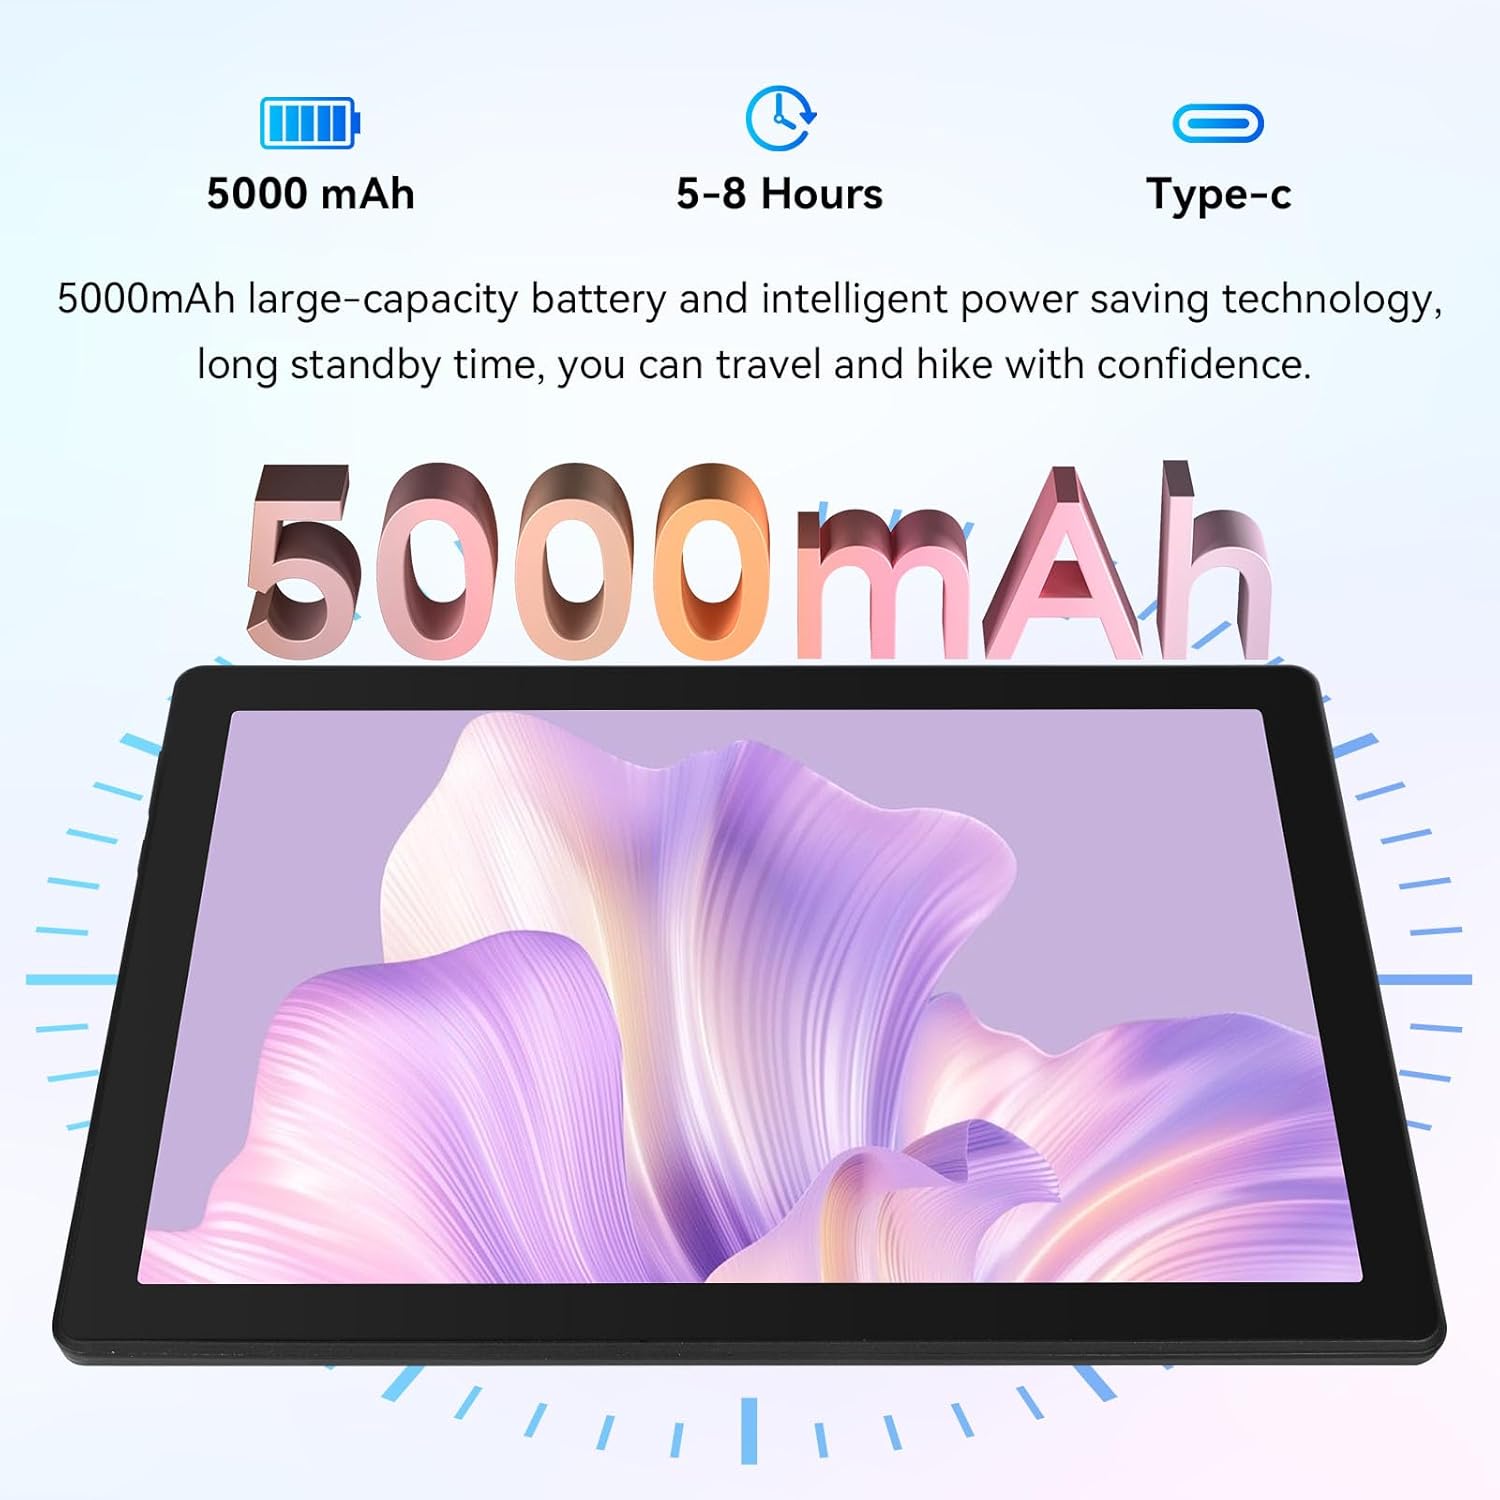 5000 mAh
5-8 Hours
Type-c
5000mAh large-capacity battery and intelligent power saving technology,
long standby time, you can travel and hike with confidence.
5000mAh